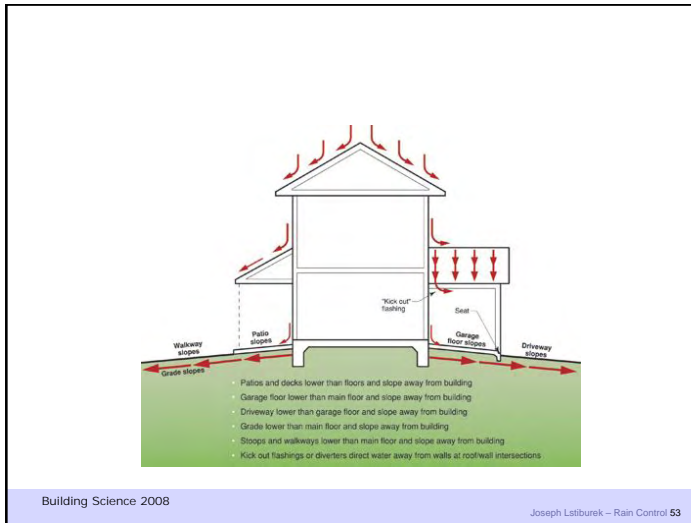 "Kick out"
flashing
Seat
Patio
slopes
Garage
floor slopes
Walkway
slopes
Driveway
slopes
Grade slopes
• Patios and decks lower than floors and slope away from building
• Garage floor lower than main floor and slope away from building
• Driveway lower than garage floor and slope away from building
• Grade lower than main floor and slope away from building
• Stoops and walkways lower than main floor and slope away from building
• Kick out flashings or diverters direct water away from walls at roof/wall intersections
Building Science 2008
Joseph Lstiburek – Rain Control 53